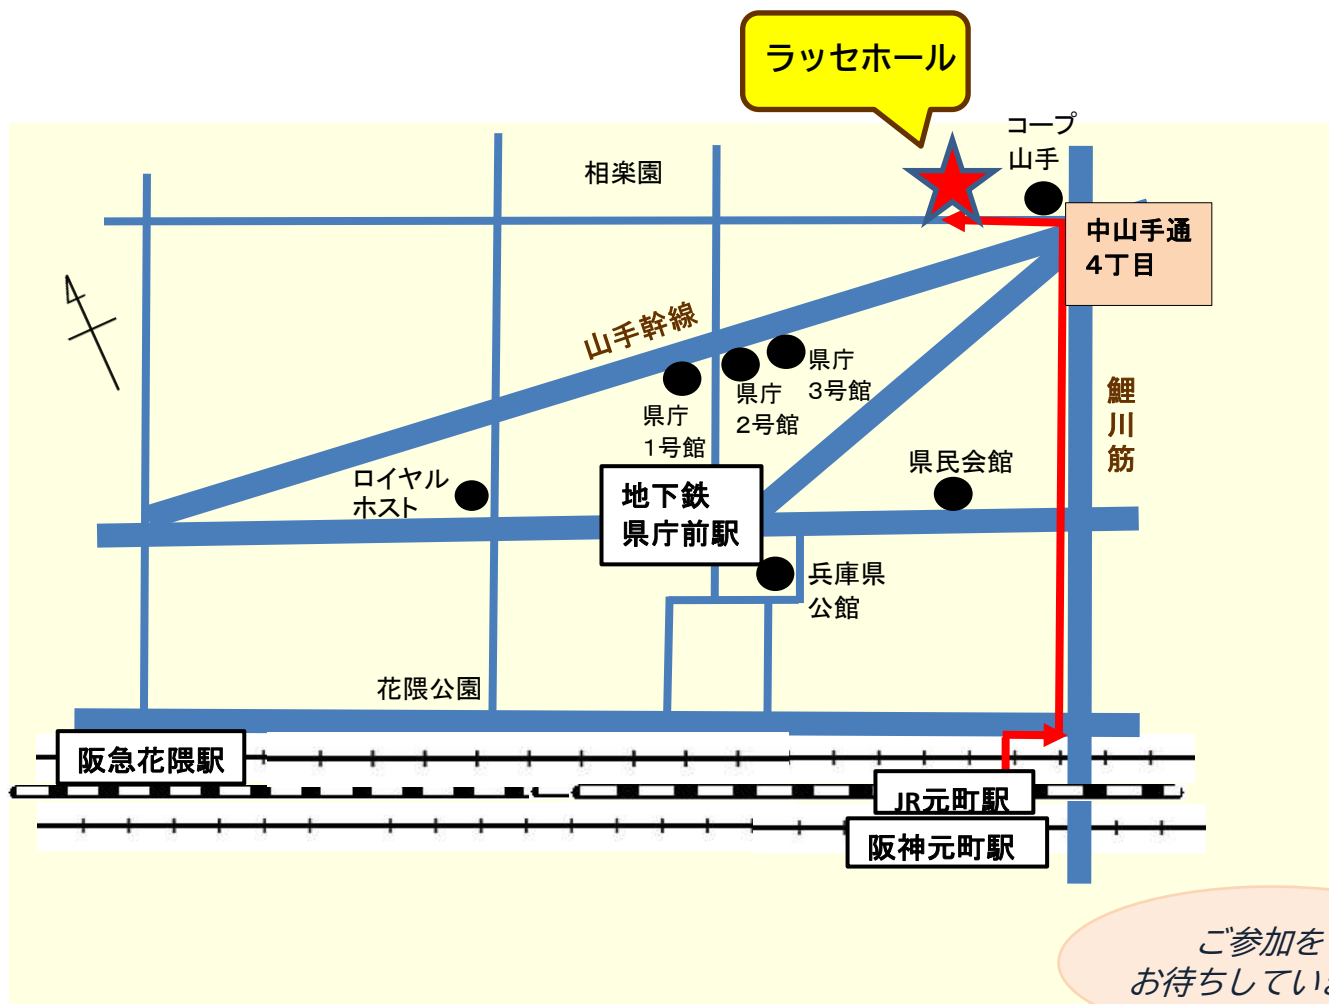 ラッセホール
コープ
山手
相楽園
中山手通
4丁目
山手幹線
県庁
3号館
県庁
2号館
県庁
1号館
鯉川筋
県民会館
ロイヤル
ホスト
地下鉄
県庁前駅
兵庫県
公館
花隈公園
阪急花隈駅
JR元町駅
阪神元町駅
ご参加を
お待ちしてい